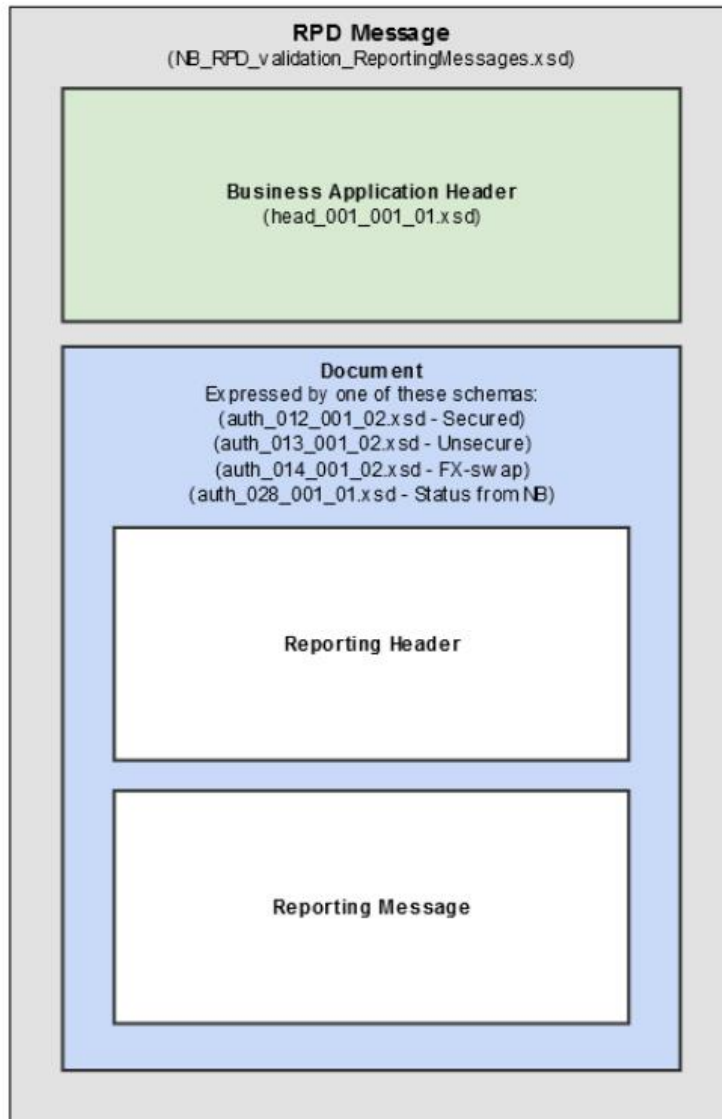 RPD Message
(NB_RPD_validation_ReportingMessages.xsd)
Business Application Header
(head_001_001_01.xsd)
Document
Expressed by one of these schemas:
(auth_012_001_02.xsd - Secured)
(auth_013_001_02.xsd - Unsecure)
(auth_014_001_02.xsd - FX-swap)
(auth_028_001_01.xsd - Status from NB)
Reporting Header
Reporting Message